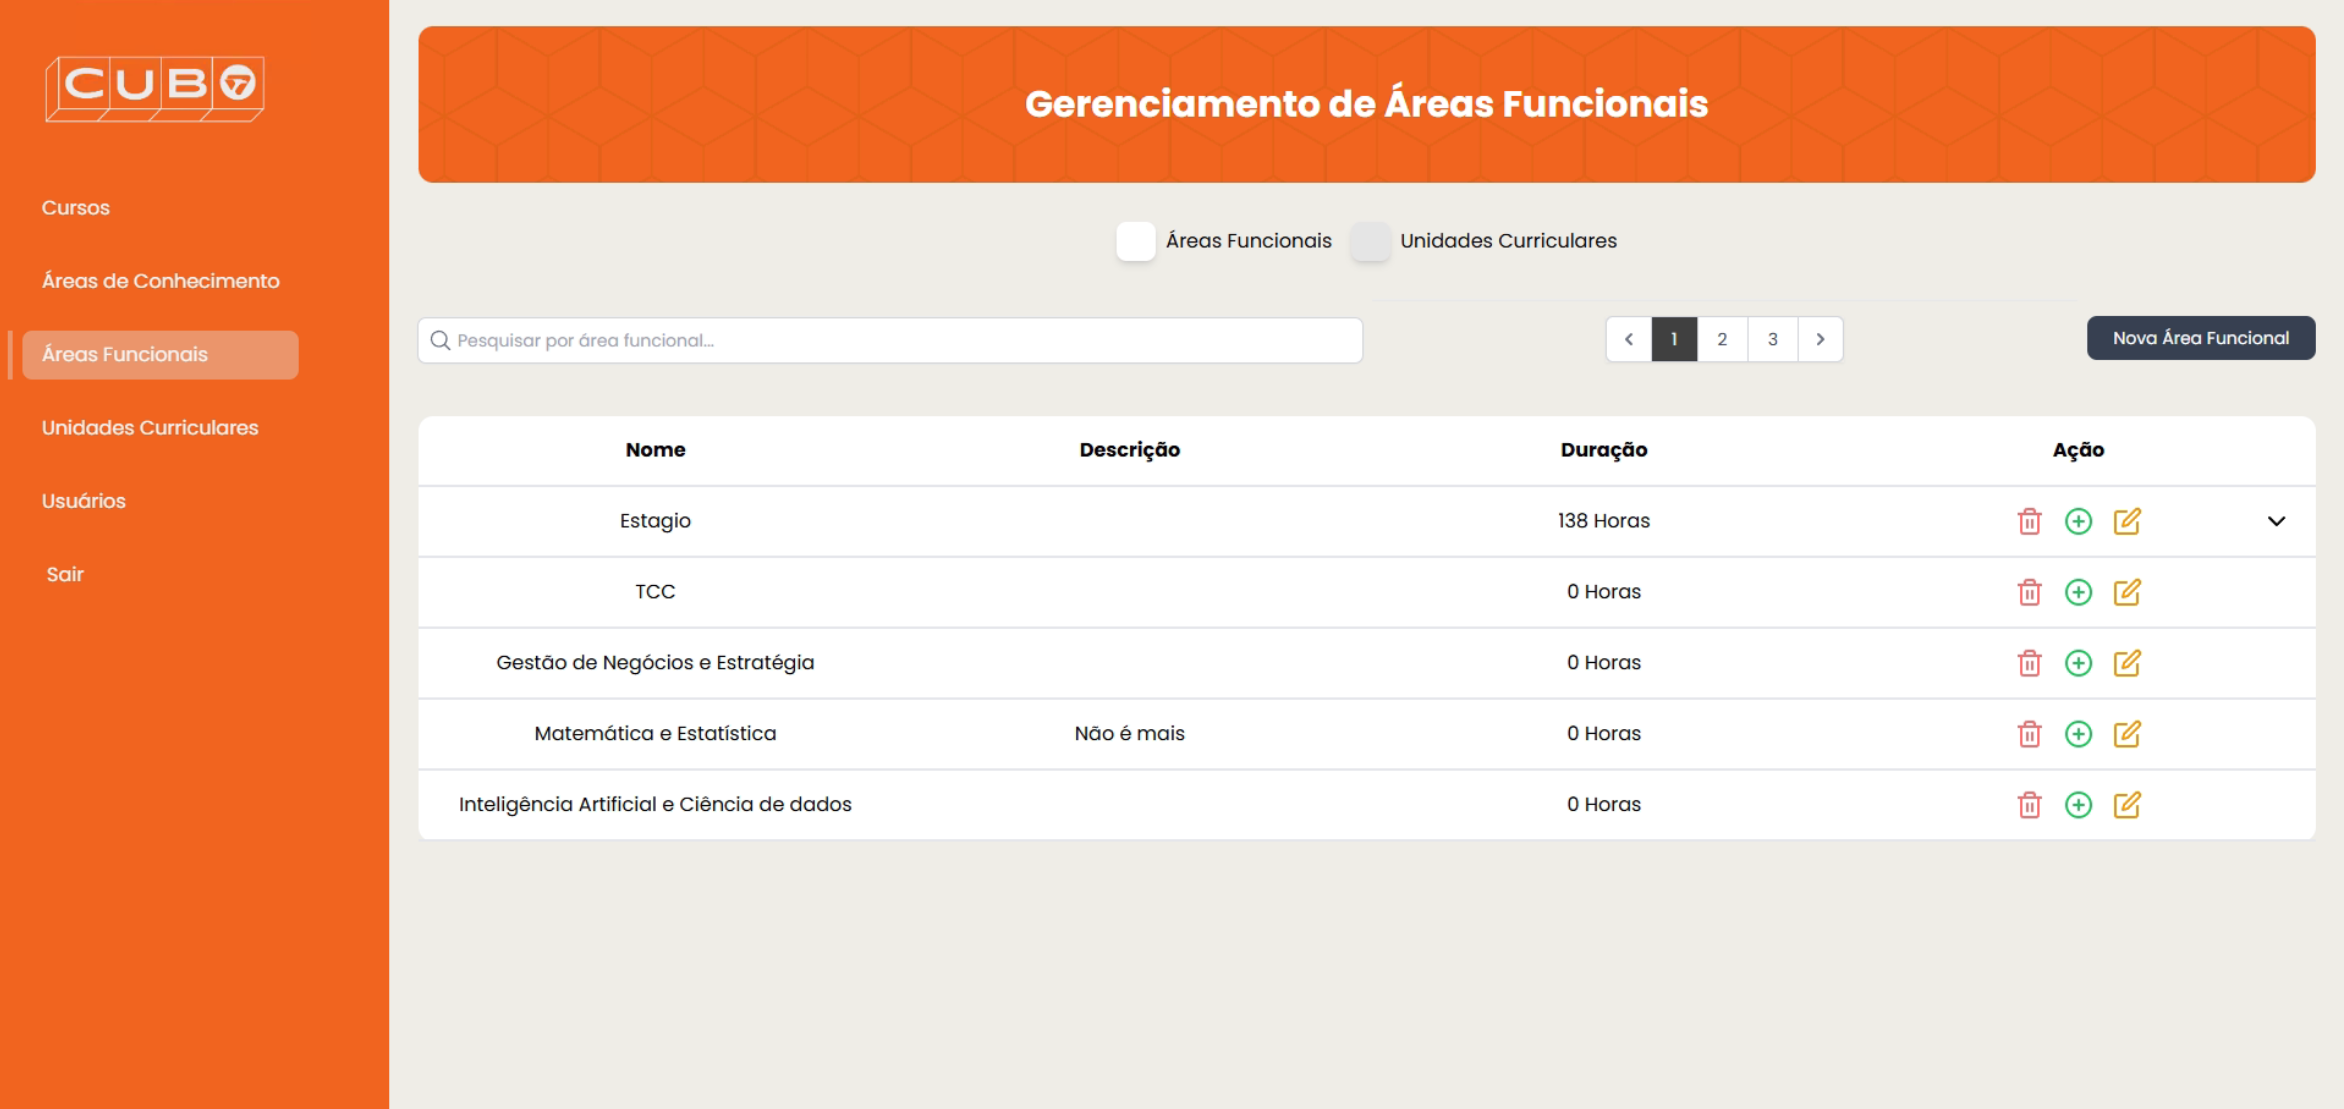 CUBO
Cursos
Áreas de Conhecimento
Áreas Funcionais
Unidades Curriculares
Usuários
Sair
Gerenciamento de Áreas Funcionais
Áreas Funcionais Unidades Curriculares
Pesquisar por área funcional...
1 2 3
Nova Área Funcional
Nome Descrição Duração Ação
Estagio 138 Horas
TCC 0 Horas
Gestão de Negócios e Estratégia 0 Horas
Matemática e Estatística Não é mais 0 Horas
Inteligência Artificial e Ciência de dados 0 Horas